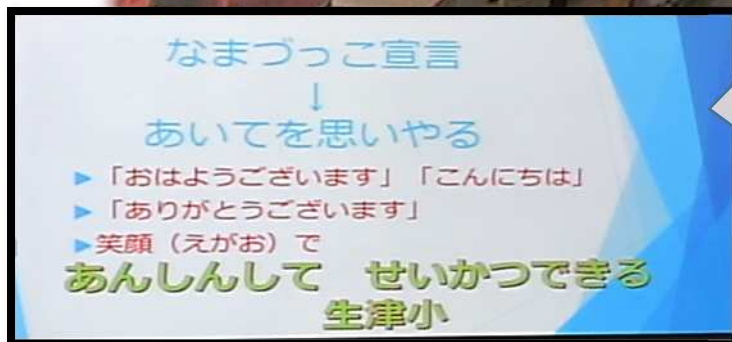 なまづっこ宣言
↓
あいてを思いやる
▶「おはようございます」「こんにちは」
▶「ありがとうございます」
▶笑顔（えがお）で
あんしんして　せいかつできる
生津小